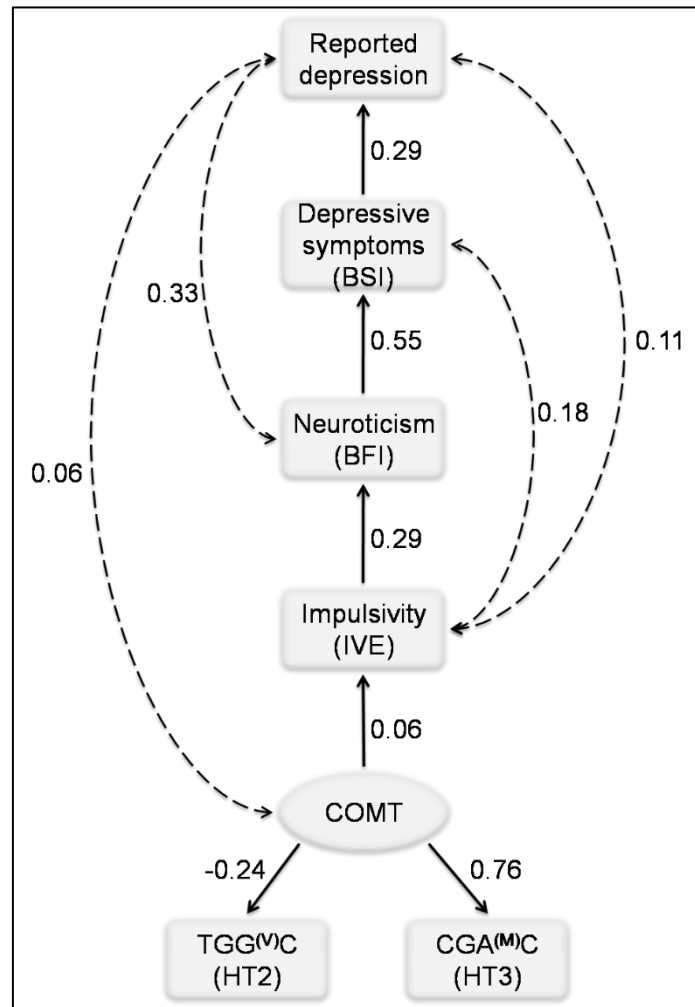 Reported
depression
0.29
Depressive
symptoms
(BSI)
0.33
0.55
0.11
0.18
Neuroticism
(BFI)
0.06
0.29
Impulsivity
(IVE)
0.06
COMT
-0.24
0.76
TGG(V)C
(HT2)
CGA(M)C
(HT3)